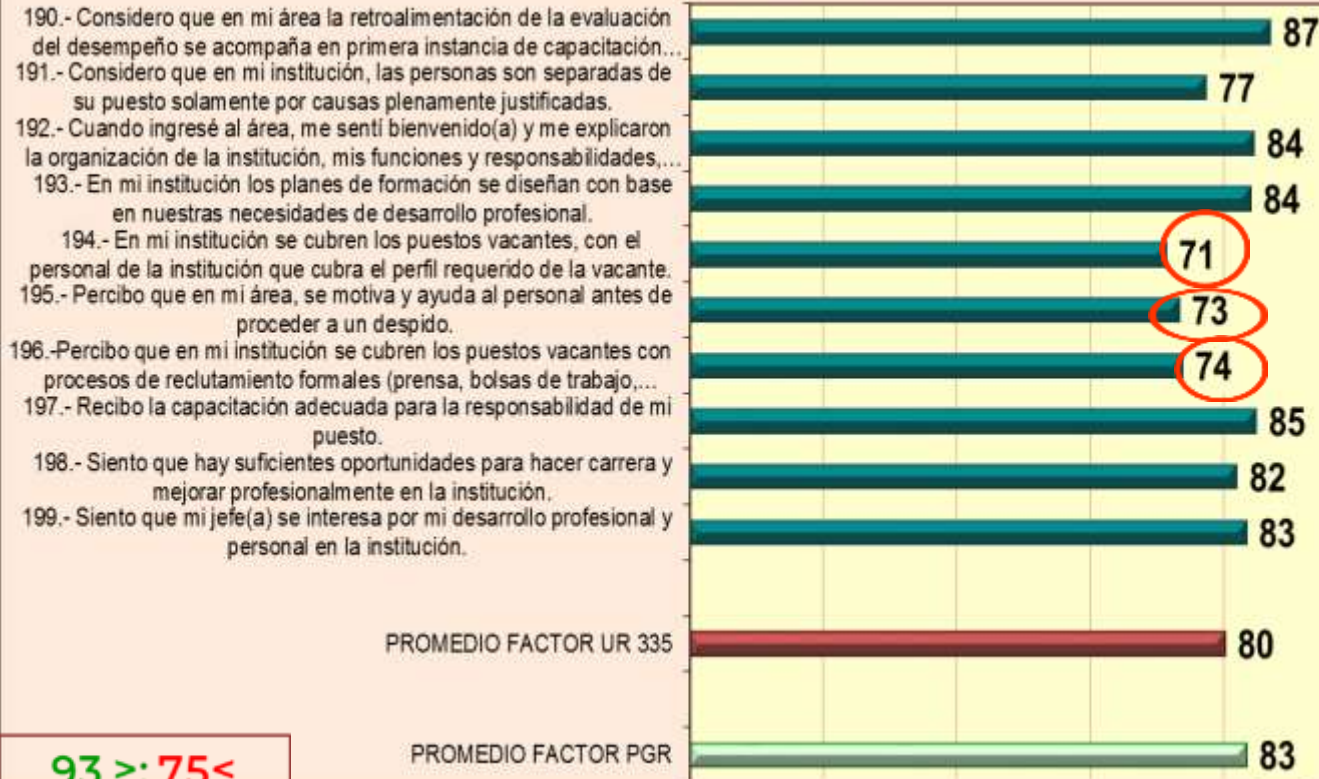 190.- Considero que en mi área la retroalimentación de la evaluación
del desempeño se acompaña en primera instancia de capacitación...
87
191.- Considero que en mi institución, las personas son separadas de
su puesto solamente por causas plenamente justificadas.
77
192.- Cuando ingresé al área, me sentí bienvenido(a) y me explicaron
la organización de la institución, mis funciones y responsabilidades,...
84
193.- En mi institución los planes de formación se diseñan con base
en nuestras necesidades de desarrollo profesional.
84
194.- En mi institución se cubren los puestos vacantes, con el
personal de la institución que cubra el perfil requerido de la vacante.
71
195.- Percibo que en mi área, se motiva y ayuda al personal antes de
proceder a un despido.
73
196.-Percibo que en mi institución se cubren los puestos vacantes con
procesos de reclutamiento formales (prensa, bolsas de trabajo,...
74
197.- Recibo la capacitación adecuada para la responsabilidad de mi
puesto.
85
198.- Siento que hay suficientes oportunidades para hacer carrera y
mejorar profesionalmente en la institución.
82
199.- Siento que mi jefe(a) se interesa por mi desarrollo profesional y
personal en la institución.
83
PROMEDIO FACTOR UR 335
80
PROMEDIO FACTOR PGR
83
93 >: 75<